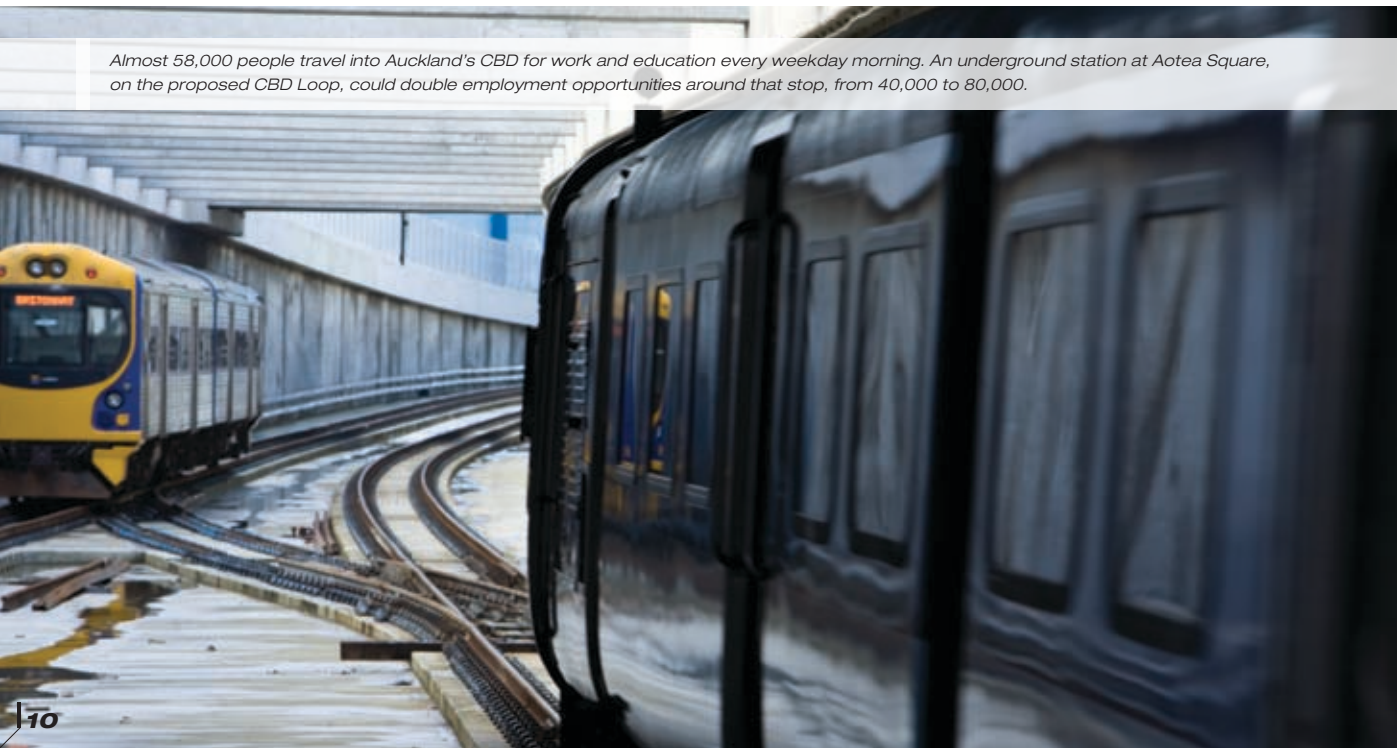 Almost 58,000 people travel into Auckland's CBD for work and education every weekday morning. An underground station at Aotea Square,
on the proposed CBD Loop, could double employment opportunities around that stop, from 40,000 to 80,000.
10